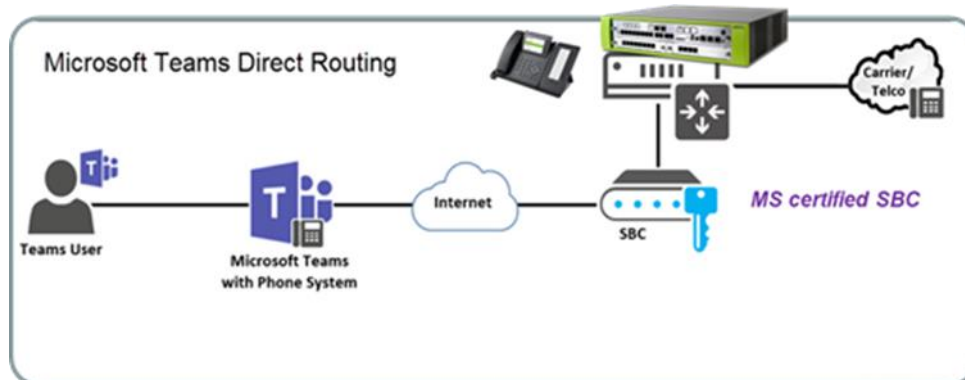 Microsoft Teams Direct Routing
Carrier/
Telco
T
T
Internet
MS certified SBC
SBC
Teams User
Microsoft Teams
with Phone System